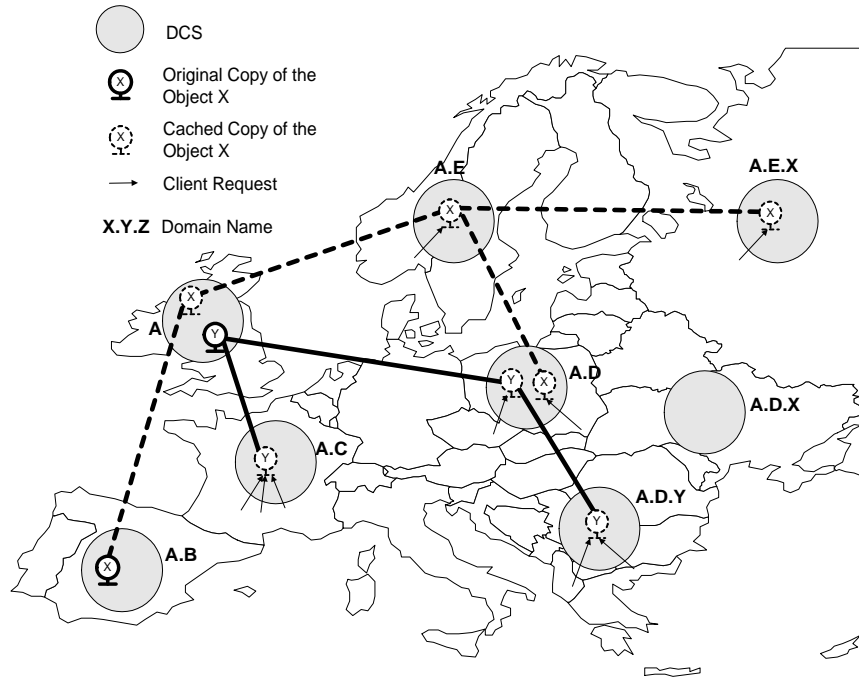 DCS
X
Original Copy of the
Object X
X
Cached Copy of the
Object X
Client Request
X.Y.Z Domain Name
A.E
A.E.X
X
X
X
A
Y
Y
X
A.D
A.D.X
A.C
Y
A.D.Y
Y
A.B
X